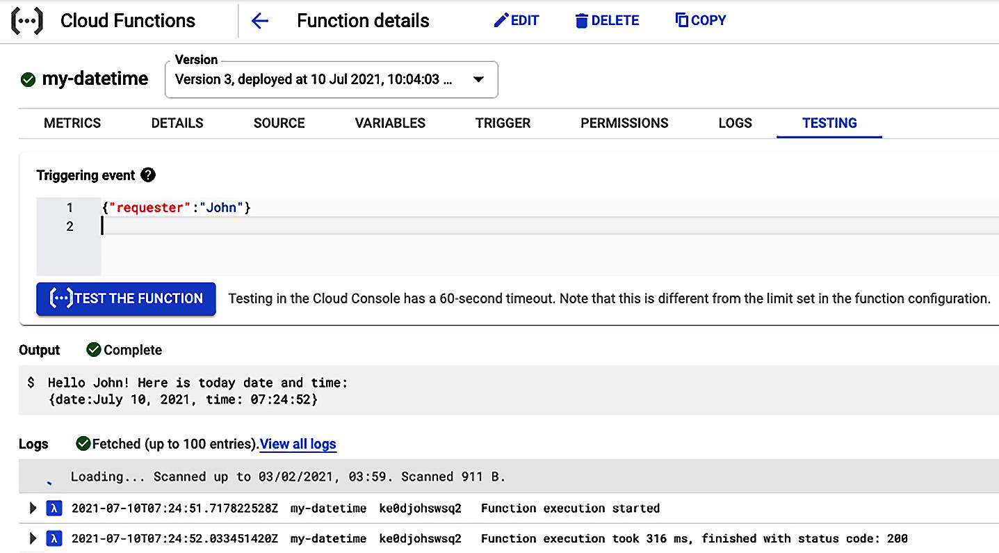 Cloud Functions
Function details
EDIT
DELETE
COPY
my-datetime
Version
Version 3, deployed at 10 Jul 2021, 10:04:03 ...
METRICS DETAILS SOURCE VARIABLES TRIGGER PERMISSIONS LOGS TESTING
Triggering event
1 {"requester":"John"}
2
TEST THE FUNCTION
Testing in the Cloud Console has a 60-second timeout. Note that this is different from the limit set in the function configuration.
Output Complete
$ Hello John! Here is today date and time:
{date:July 10, 2021, time: 07:24:52}
Logs Fetched (up to 100 entries).View all logs
Loading... Scanned up to 03/02/2021, 03:59. Scanned 911 B.
λ 2021-07-10T07:24:51.717822528Z my-datetime ke0djohswsq2 Function execution started
λ 2021-07-10T07:24:52.033451420Z my-datetime ke0djohswsq2 Function execution took 316 ms, finished with status code: 200